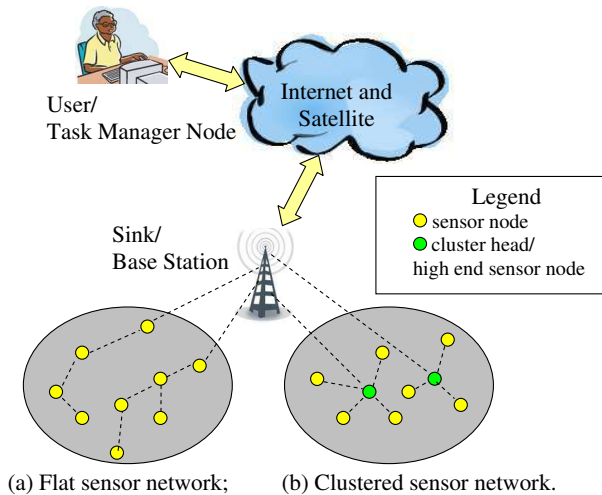 User/
Task Manager Node
Internet and
Satellite
Sink/
Base Station
Legend
sensor node
cluster head/
high end sensor node
(a) Flat sensor network;
(b) Clustered sensor network.